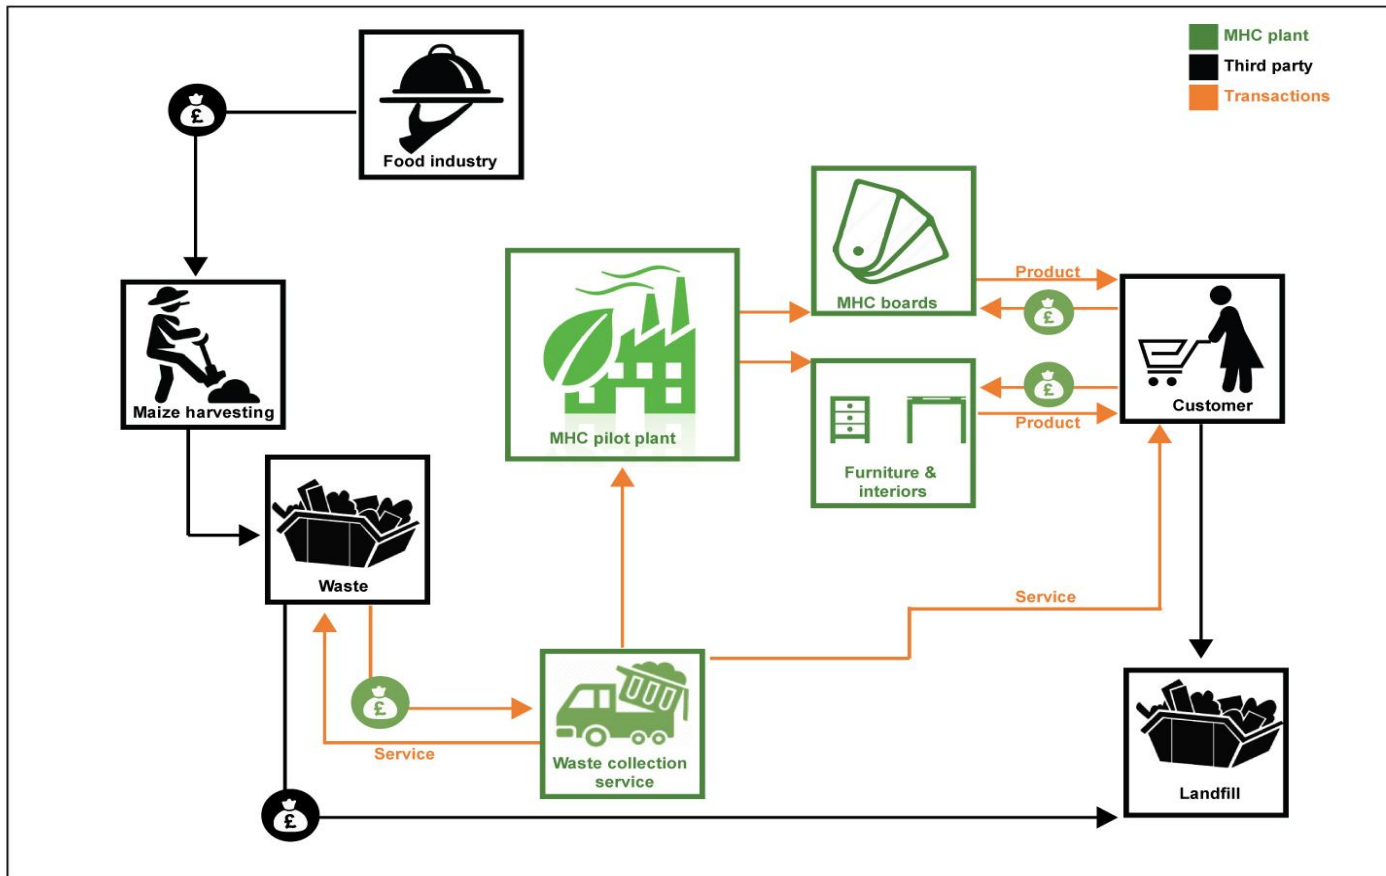 MHC plant
Third party
Transactions
£
Food industry
Maize harvesting
MHC pilot plant
MHC boards
Product
£
£
Product
Customer
Furniture &
interiors
Waste
Service
£
Service
Waste collection
service
£
Landfill